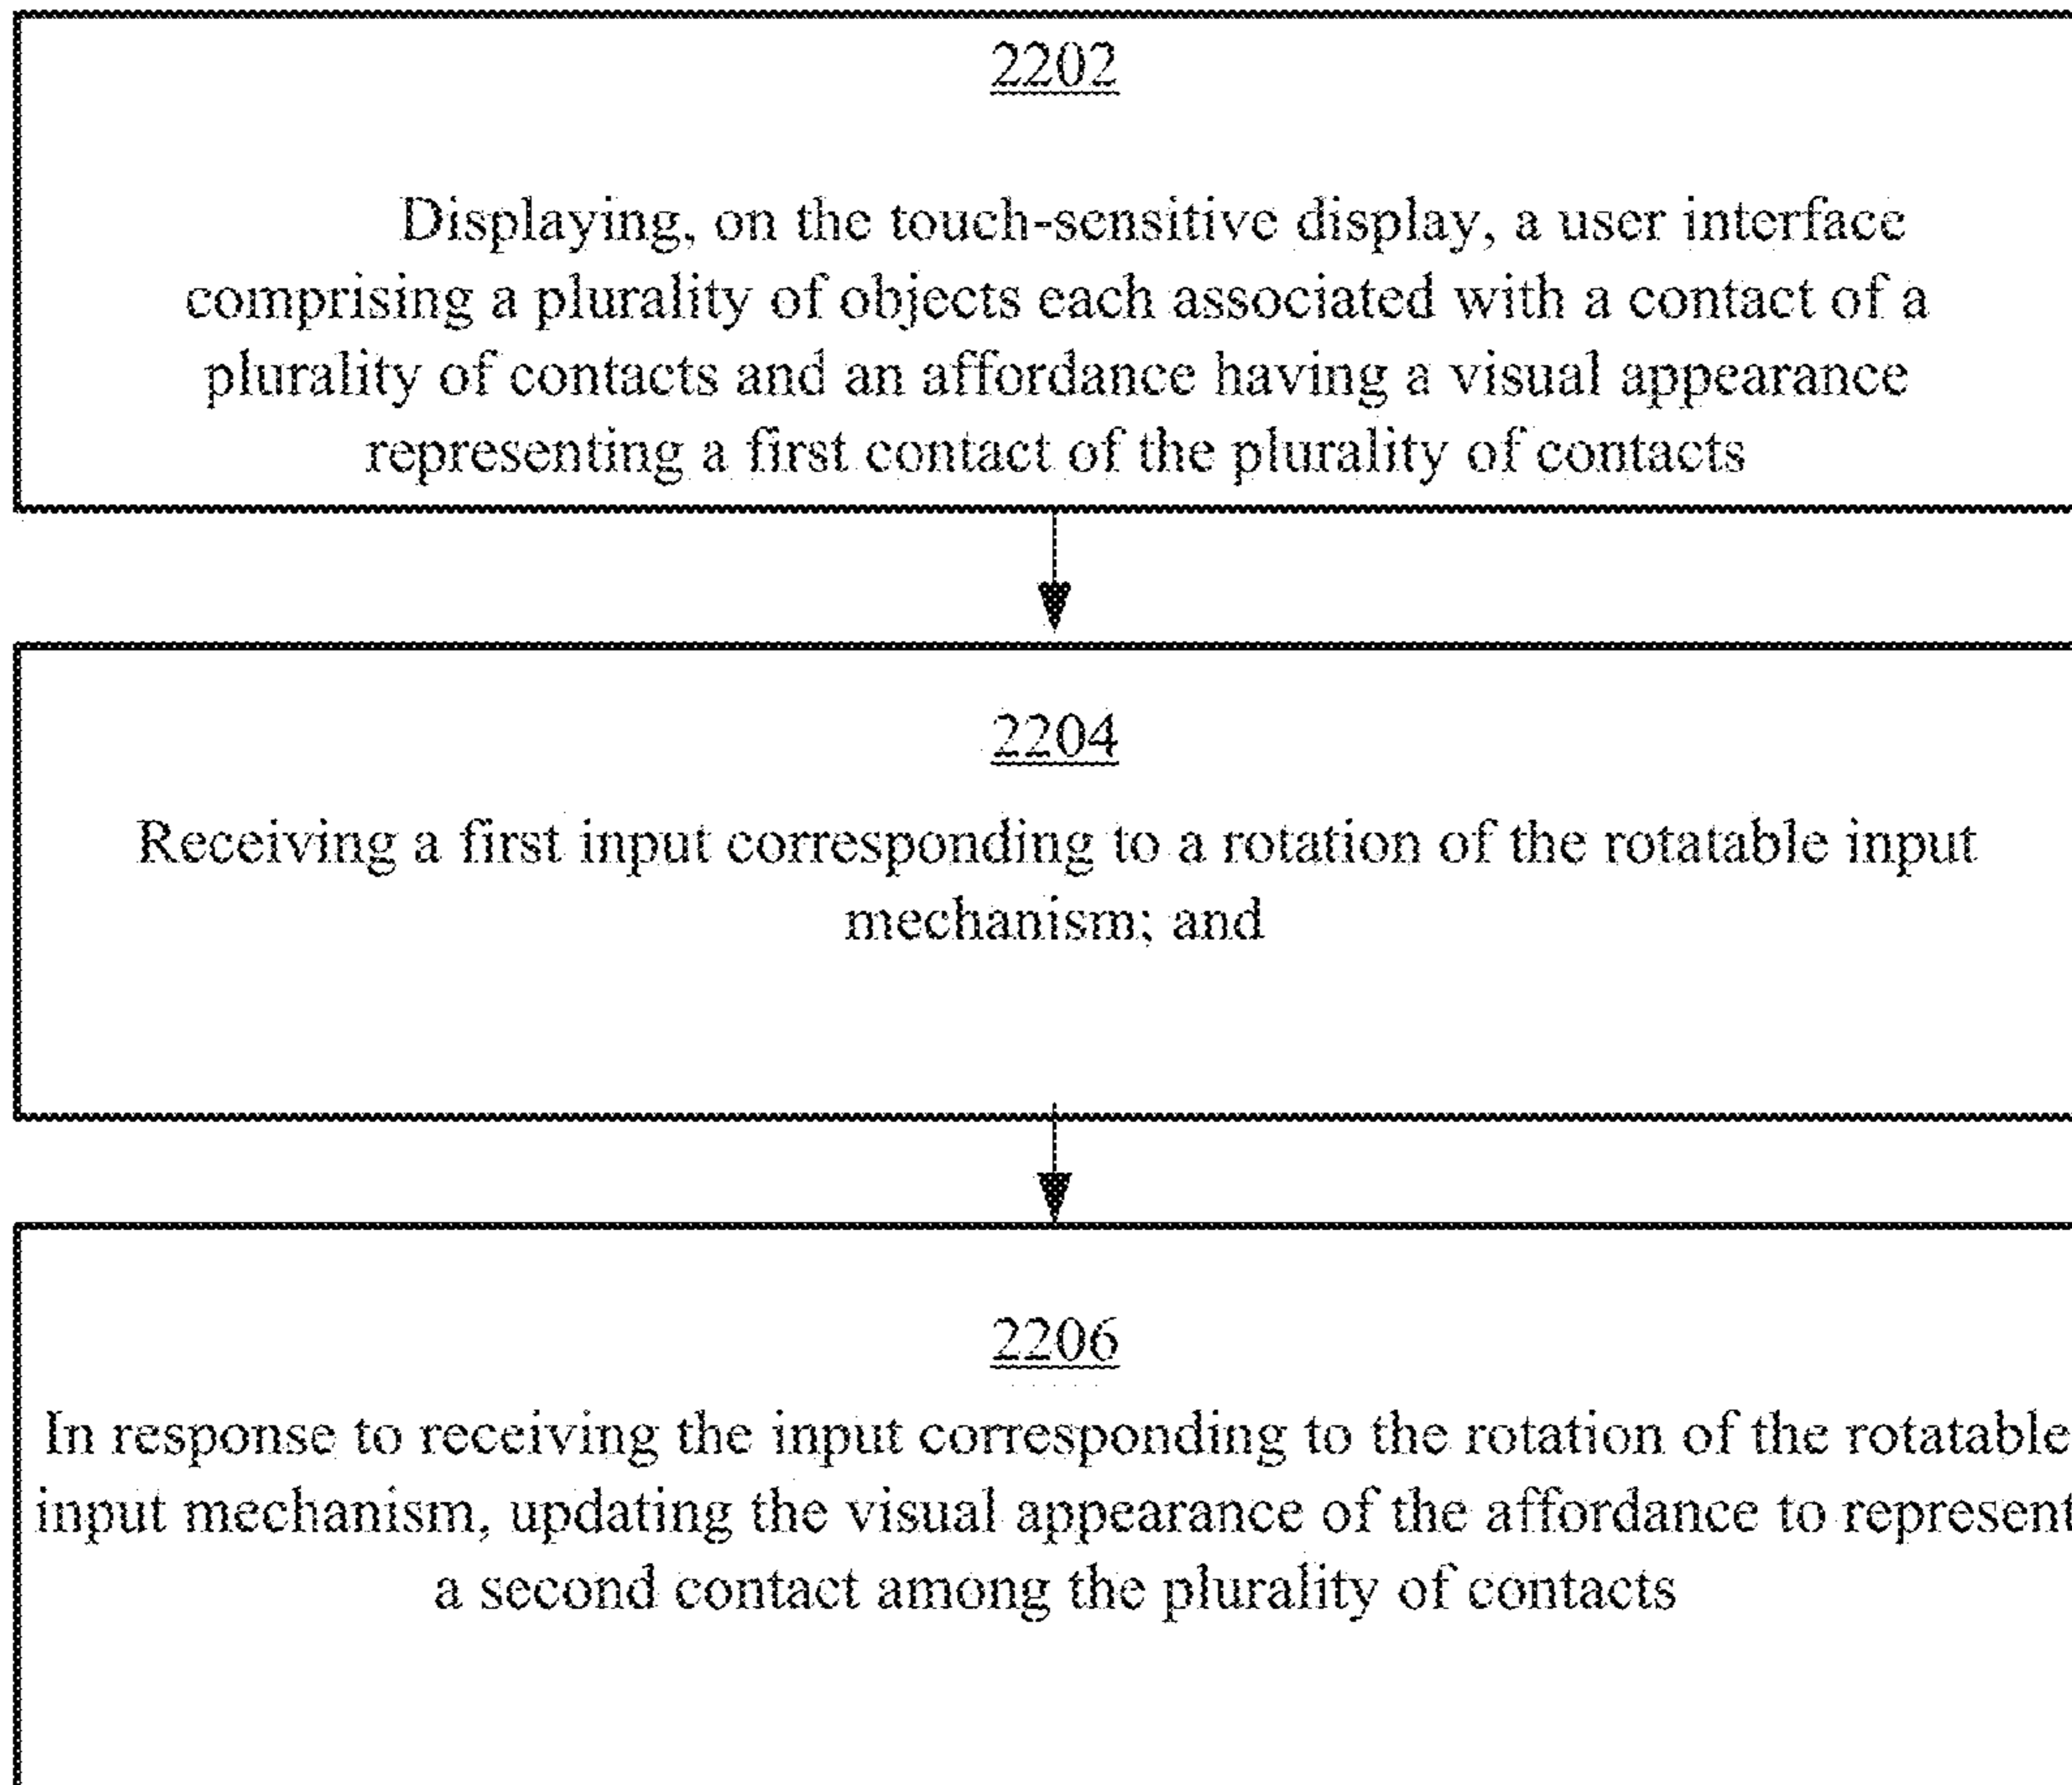 2202
Displaying, on the touch-sensitive display, a user interface
comprising a plurality of objects each associated with a contact of a
plurality of contacts and an affordance having a visual appearance
representing a first contact of the plurality of contacts
2204
Receiving a first input corresponding to a rotation of the rotatable input
mechanism; and
2206
In response to receiving the input corresponding to the rotation of the rotatable
input mechanism, updating the visual appearance of the affordance to represent
a second contact among the plurality of contacts